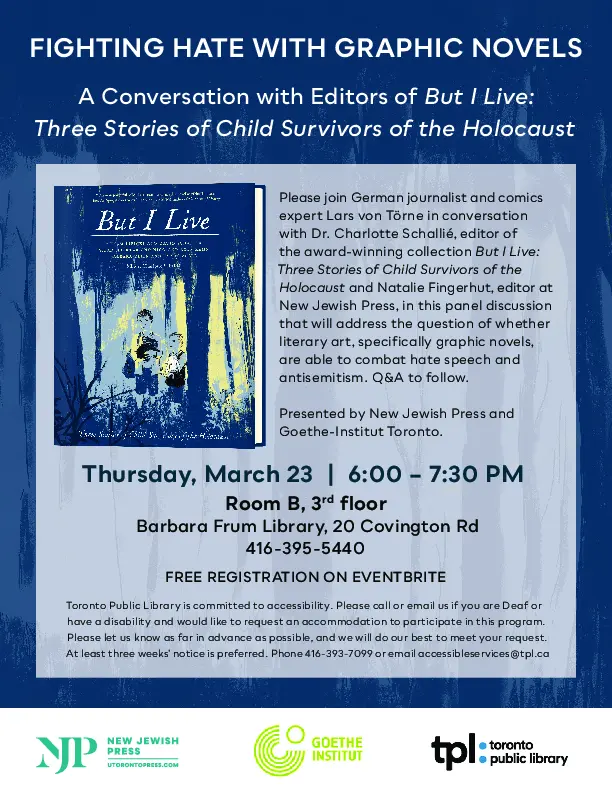 FIGHTING HATE WITH GRAPHIC NOVELS
A Conversation with Editors of But I Live:
Three Stories of Child Survivors of the Holocaust
But I Live
Three Stories of Child Survivors of the Holocaust
Please join German journalist and comics
expert Lars von Törne in conversation
with Dr. Charlotte Schallié, editor of
the award-winning collection But I Live:
Three Stories of Child Survivors of the
Holocaust and Natalie Fingerhut, editor at
New Jewish Press, in this panel discussion
that will address the question of whether
literary art, specifically graphic novels,
are able to combat hate speech and
antisemitism. Q&A to follow.
Presented by New Jewish Press and
Goethe-Institut Toronto.
Thursday, March 23 | 6:00 – 7:30 PM
Room B, 3rd floor
Barbara Frum Library, 20 Covington Rd
416-395-5440
FREE REGISTRATION ON EVENTBRITE
Toronto Public Library is committed to accessibility. Please call or email us if you are Deaf or
have a disability and would like to request an accommodation to participate in this program.
Please let us know as far in advance as possible, and we will do our best to meet your request.
At least three weeks' notice is preferred. Phone 416-393-7099 or email accessibleservices@tpl.ca
NJP
NEW JEWISH
PRESS
UTORONTOPRESS.COM
GOETHE
INSTITUT
tpl: toronto
public library